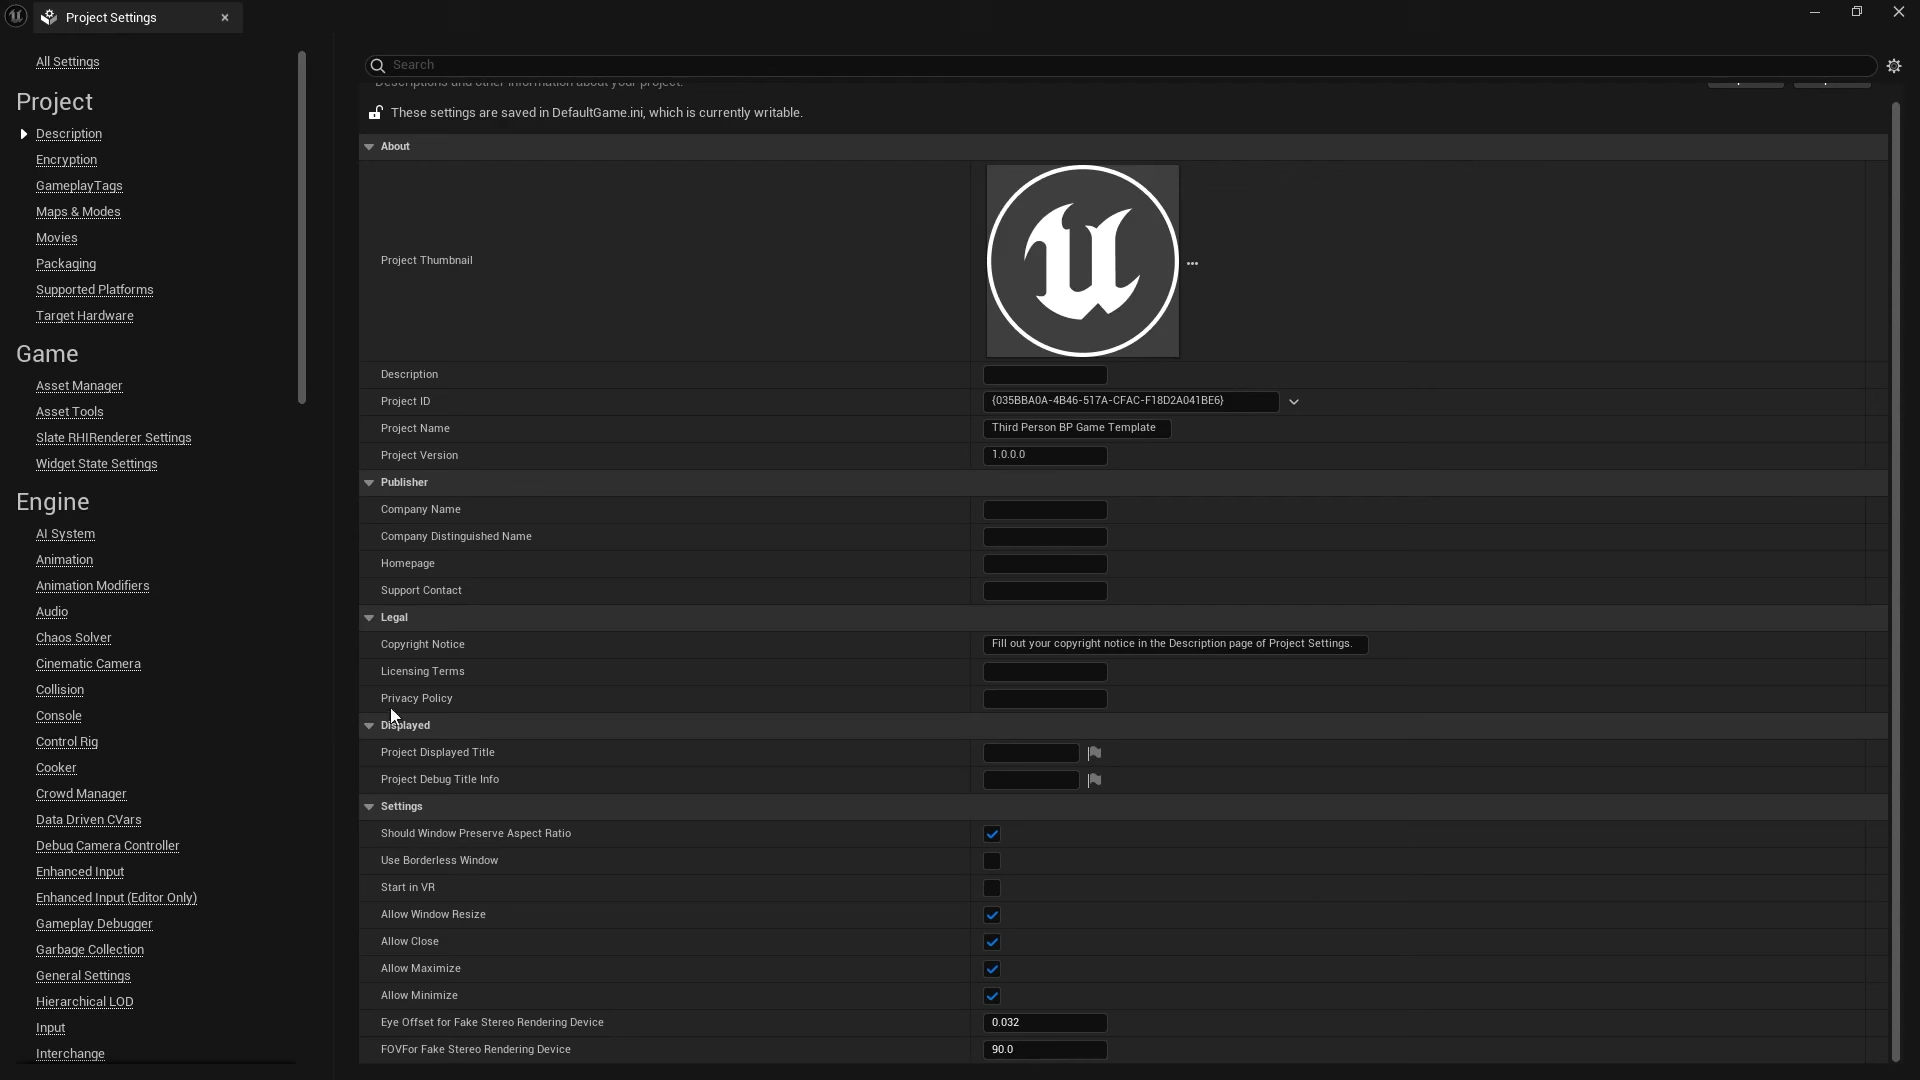 Project Settings
All Settings
Project
Description
Encryption
GameplayTags
Maps & Modes
Movies
Packaging
Supported Platforms
Target Hardware
Game
Asset Manager
Asset Tools
Slate RHIRenderer Settings
Widget State Settings
Engine
AI System
Animation
Animation Modifiers
Audio
Chaos Solver
Cinematic Camera
Collision
Console
Control Rig
Cooker
Crowd Manager
Data Driven CVars
Debug Camera Controller
Enhanced Input
Enhanced Input (Editor Only)
Gameplay Debugger
Garbage Collection
General Settings
Hierarchical LOD
Input
Interchange
Search
Descriptions and other information about your project.
These settings are saved in DefaultGame.ini, which is currently writable.
About
Project Thumbnail
Description
Project ID {035BBA0A-4B46-517A-CFAC-F18D2A041BE6}
Project Name Third Person BP Game Template
Project Version 1.0.0.0
Publisher
Company Name
Company Distinguished Name
Homepage
Support Contact
Legal
Copyright Notice Fill out your copyright notice in the Description page of Project Settings.
Licensing Terms
Privacy Policy
Displayed
Project Displayed Title
Project Debug Title Info
Settings
Should Window Preserve Aspect Ratio
Use Borderless Window
Start in VR
Allow Window Resize
Allow Close
Allow Maximize
Allow Minimize
Eye Offset for Fake Stereo Rendering Device 0.032
FOVFor Fake Stereo Rendering Device 90.0